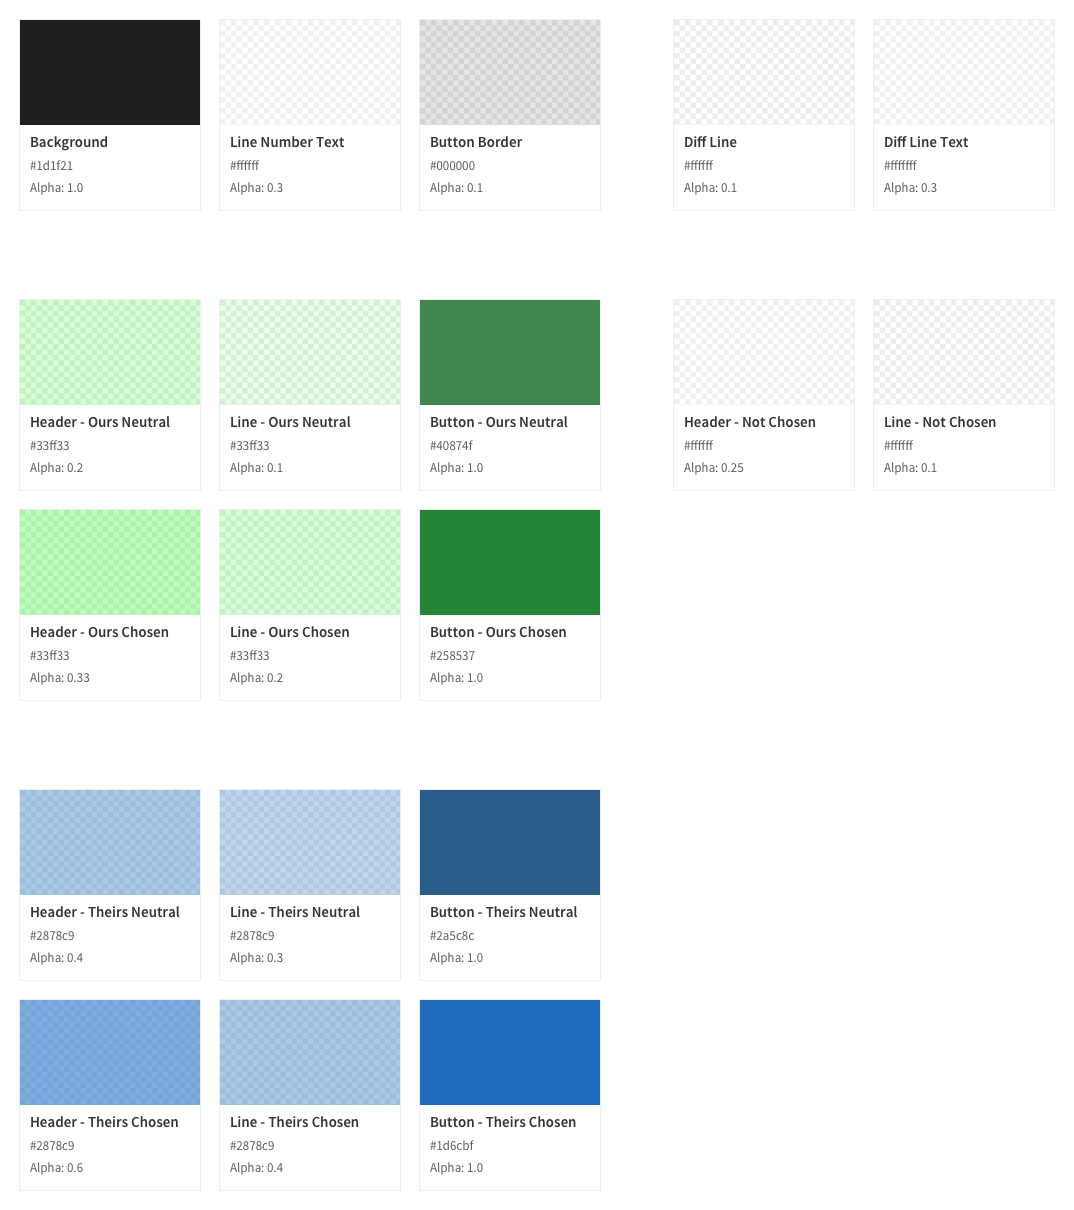 Background
#1d1f21
Alpha: 1.0
Line Number Text
#ffffff
Alpha: 0.3
Button Border
#000000
Alpha: 0.1
Diff Line
#ffffff
Alpha: 0.1
Diff Line Text
#fffffff
Alpha: 0.3
Header - Ours Neutral
#33ff33
Alpha: 0.2
Line - Ours Neutral
#33ff33
Alpha: 0.1
Button - Ours Neutral
#40874f
Alpha: 1.0
Header - Not Chosen
#ffffff
Alpha: 0.25
Line - Not Chosen
#ffffff
Alpha: 0.1
Header - Ours Chosen
#33ff33
Alpha: 0.33
Line - Ours Chosen
#33ff33
Alpha: 0.2
Button - Ours Chosen
#258537
Alpha: 1.0
Header - Theirs Neutral
#2878c9
Alpha: 0.4
Line - Theirs Neutral
#2878c9
Alpha: 0.3
Button - Theirs Neutral
#2a5c8c
Alpha: 1.0
Header - Theirs Chosen
#2878c9
Alpha: 0.6
Line - Theirs Chosen
#2878c9
Alpha: 0.4
Button - Theirs Chosen
#1d6cbf
Alpha: 1.0